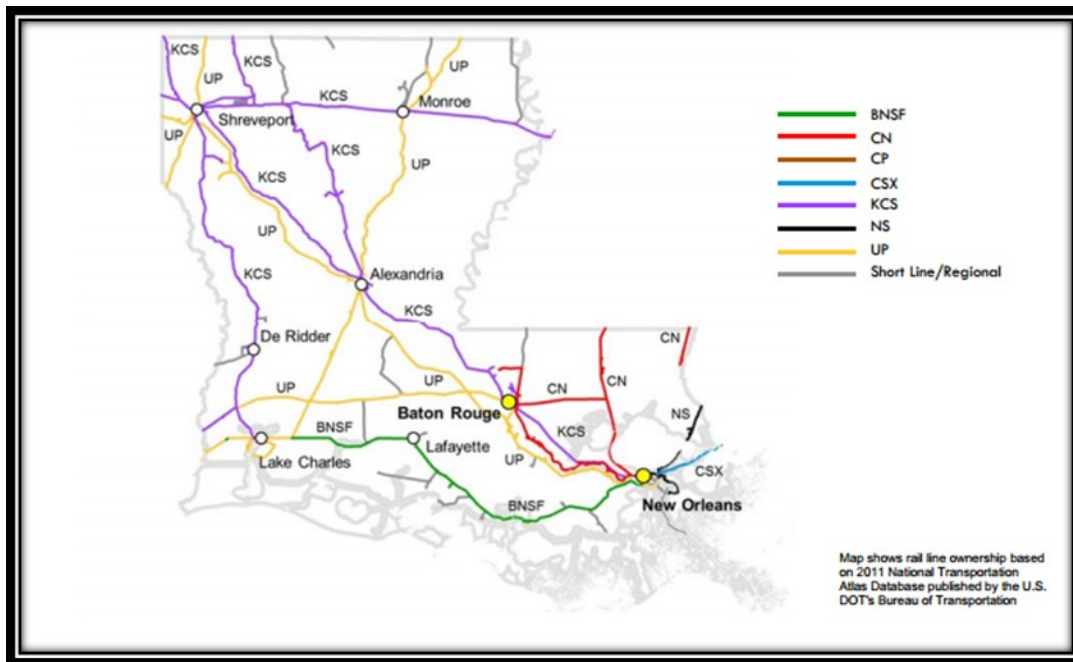 KCS
UP
KCS
UP
KCS
Monroe
Shreveport
UP
KCS
UP
KCS
UP
KCS
Alexandria
KCS
De Ridder
CN
UP
UP
CN
CN
Baton Rouge
NS
KCS
BNSF
Lafayette
UP
Lake Charles
CSX
BNSF
New Orleans
BNSF
CN
CP
CSX
KCS
NS
UP
Short Line/Regional
Map shows rail line ownership based
on 2011 National Transportation
Atlas Database published by the U.S.
DOT's Bureau of Transportation